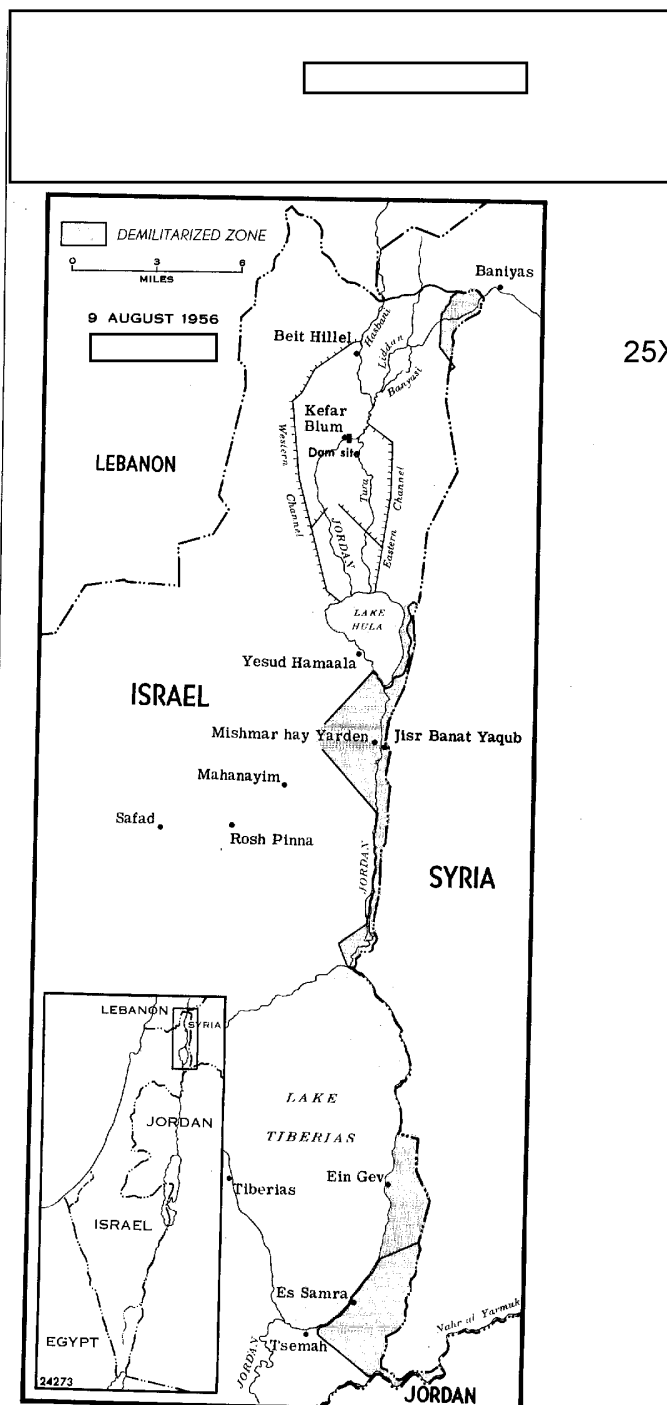 DEMILITARIZED ZONE
0 3 6
MILES
9 AUGUST 1956
25X
Baniyas
Beit Hillel
Hasbani
Liddan
Banyasi
Kefar
Blum
Dam site
Western
Channel
LEBANON
Tura
JORDAN
Eastern
Channel
LAKE
HULA
Yesud Hamaala
ISRAEL
Mishmar hay Yarden
Jisr Banat Yaqub
Mahanayim
Safad
Rosh Pinna
JORDAN
SYRIA
LEBANON
SYRIA
JORDAN
ISRAEL
EGYPT
24273
LAKE
TIBERIAS
Tiberias
Ein Gev
Es Samra
Tsemah
JORDAN
Nahr al Yarmuk
JORDAN